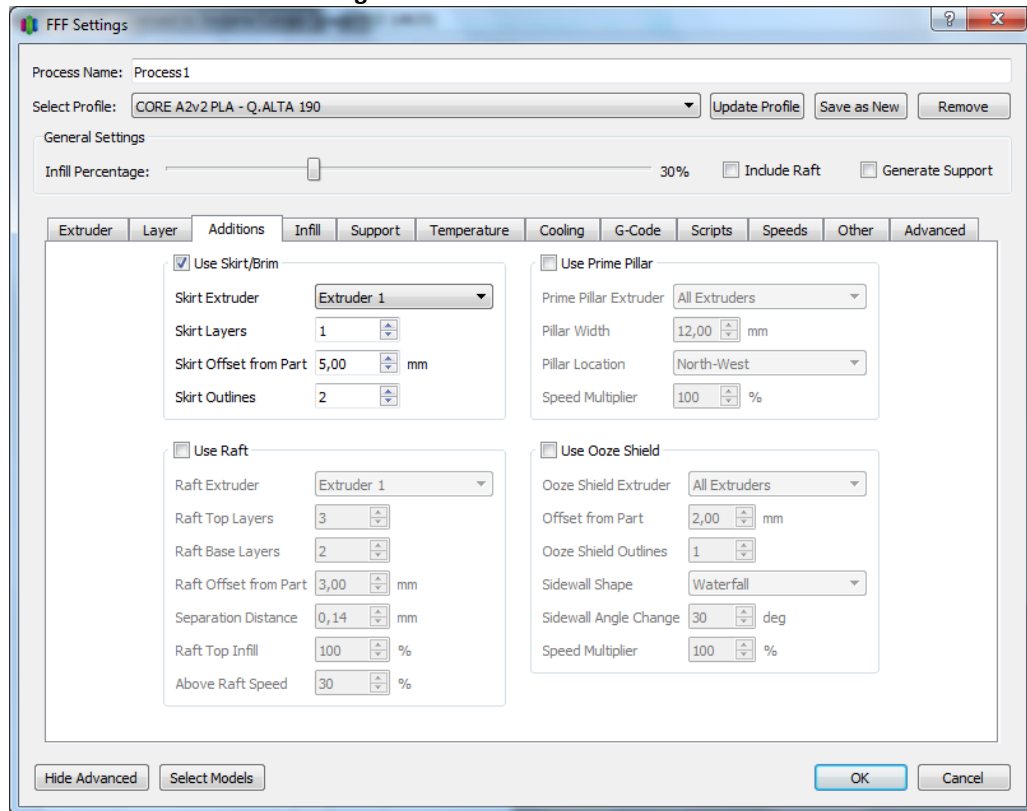 FFF Settings
Process Name: Process1
Select Profile: CORE A2v2 PLA - Q.ALTA 190 Update Profile Save as New Remove
General Settings
Infill Percentage: 30% Include Raft Generate Support
Extruder Layer Additions Infill Support Temperature Cooling G-Code Scripts Speeds Other Advanced
Use Skirt/Brim
Skirt Extruder Extruder 1
Skirt Layers 1
Skirt Offset from Part 5,00 mm
Skirt Outlines 2
Use Prime Pillar
Prime Pillar Extruder All Extruders
Pillar Width 12,00 mm
Pillar Location North-West
Speed Multiplier 100 %
Use Raft
Raft Extruder Extruder 1
Raft Top Layers 3
Raft Base Layers 2
Raft Offset from Part 3,00 mm
Separation Distance 0,14 mm
Raft Top Infill 100 %
Above Raft Speed 30 %
Use Ooze Shield
Ooze Shield Extruder All Extruders
Offset from Part 2,00 mm
Ooze Shield Outlines 1
Sidewall Shape Waterfall
Sidewall Angle Change 30 deg
Speed Multiplier 100 %
Hide Advanced Select Models OK Cancel